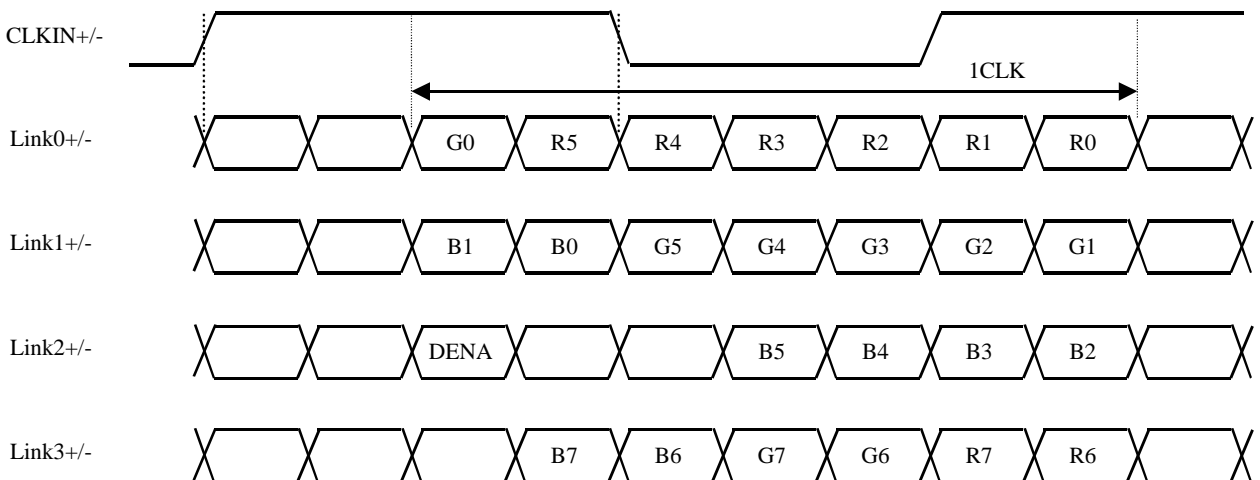 CLKIN+/-
1CLK
Link0+/- G0 R5 R4 R3 R2 R1 R0
Link1+/- B1 B0 G5 G4 G3 G2 G1
Link2+/- DENA B5 B4 B3 B2
Link3+/- B7 B6 G7 G6 R7 R6